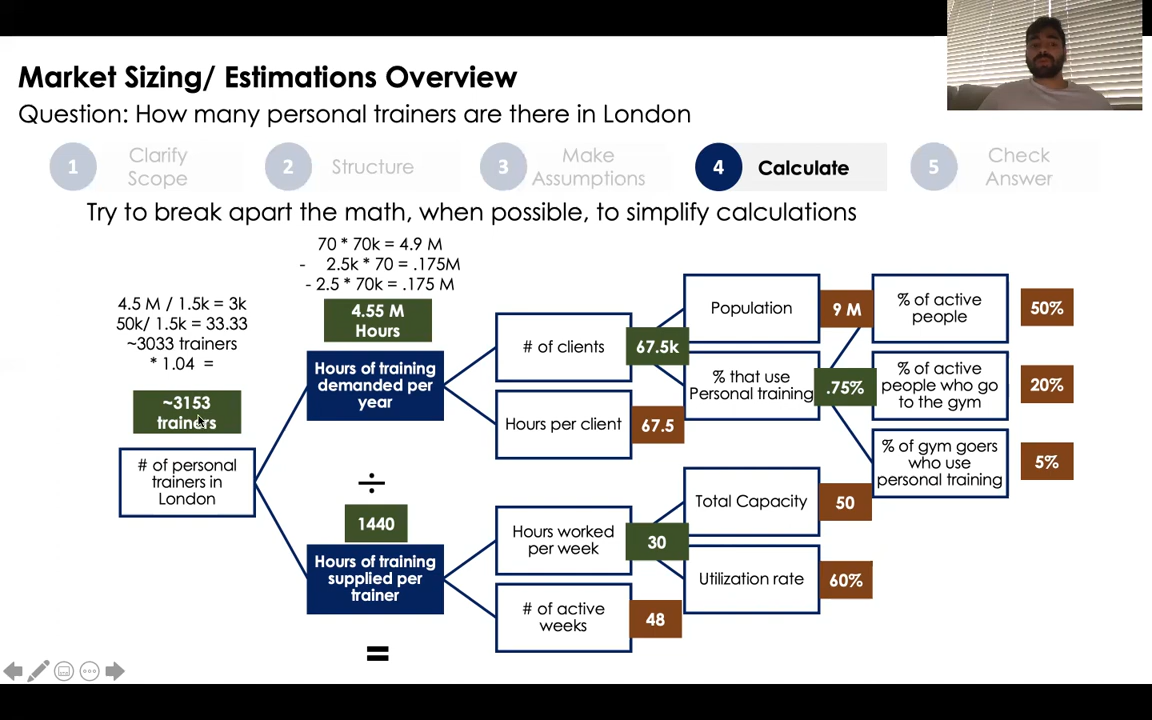 Market Sizing/ Estimations Overview
Question: How many personal trainers are there in London
1
Clarify
Scope
2
Structure
3
Make
Assumptions
4
Calculate
5
Check
Answer
Try to break apart the math, when possible, to simplify calculations
4.5 M / 1.5k = 3k
50k/ 1.5k = 33.33
~3033 trainers
* 1.04 =
~3153
trainers
# of personal
trainers in
London
70 * 70k = 4.9 M
- 2.5k * 70 = .175M
- 2.5 * 70k = .175 M
4.55 M
Hours
Hours of training
demanded per
year
÷
1440
Hours of training
supplied per
trainer
=
# of clients
67.5k
Hours per client
67.5
Hours worked
per week
30
# of active
weeks
48
Population
9 M
% that use
Personal training
.75%
Total Capacity
50
Utilization rate
60%
% of active
people
50%
% of active
people who go
to the gym
20%
% of gym goers
who use
personal training
5%